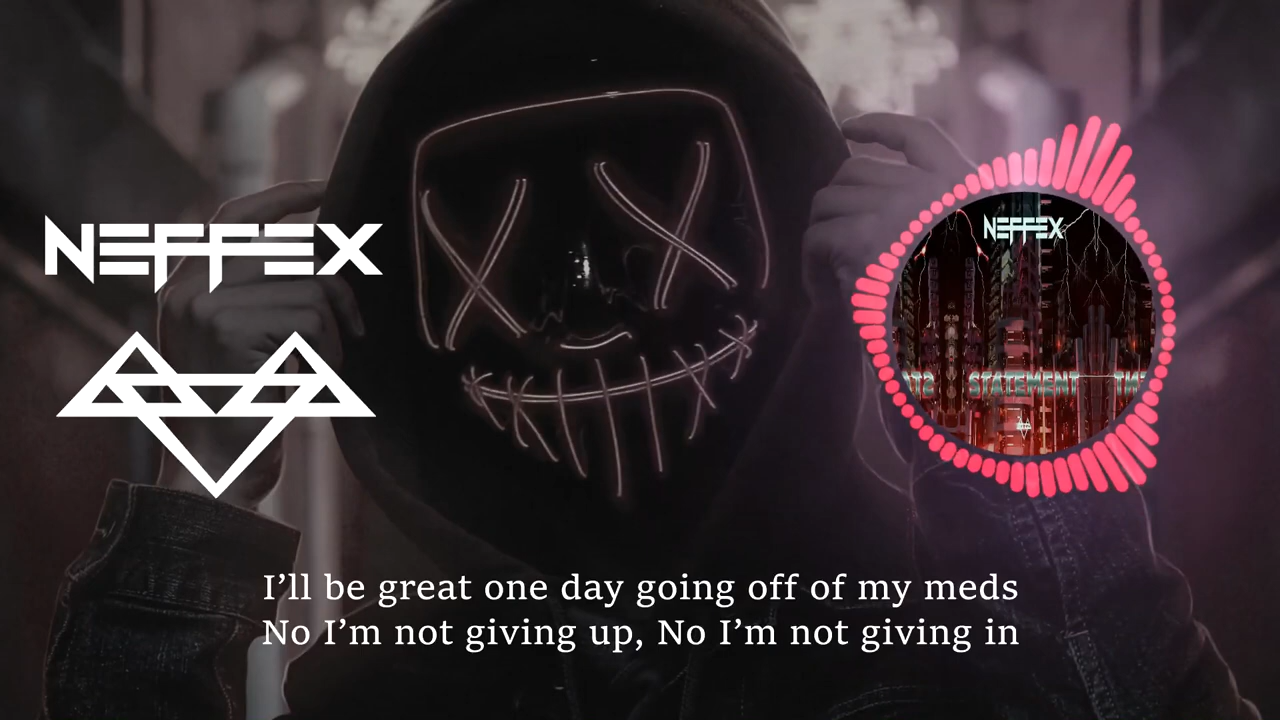 NEFFEX
NEFFEX
STATEMENT
I’ll be great one day going off of my meds
No I’m not giving up, No I’m not giving in